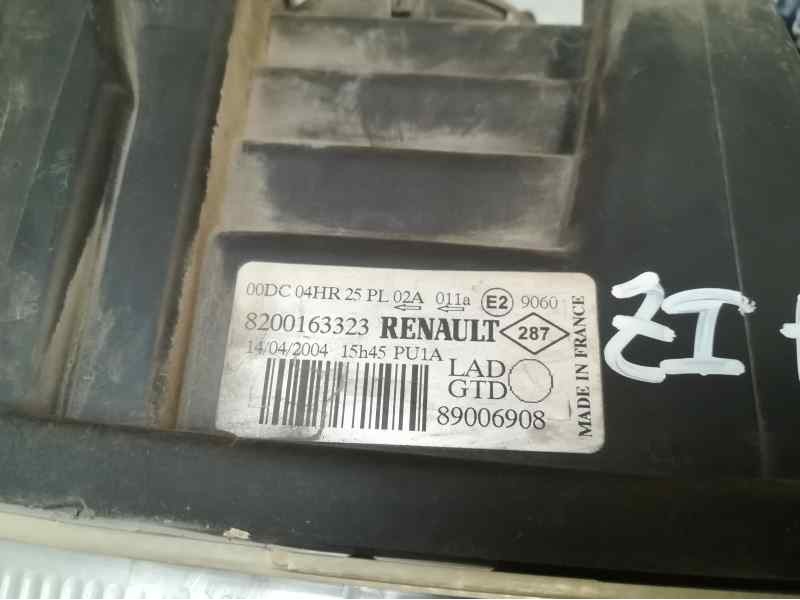 00DC 04HR 25 PL 02A 011a E2 9060
8200163323 RENAULT 287
14/04/2004 15h45 PU1A
LAD
GTD
89006908
MADE IN FRANCE
IZ